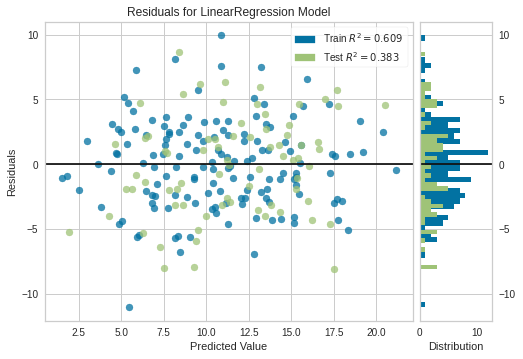 Residuals for LinearRegression Model
Train R² = 0.609
Test R² = 0.383
Residuals
10
5
0
−5
−10
2.5 5.0 7.5 10.0 12.5 15.0 17.5 20.0
Predicted Value
10
5
0
−5
−10
0 10
Distribution